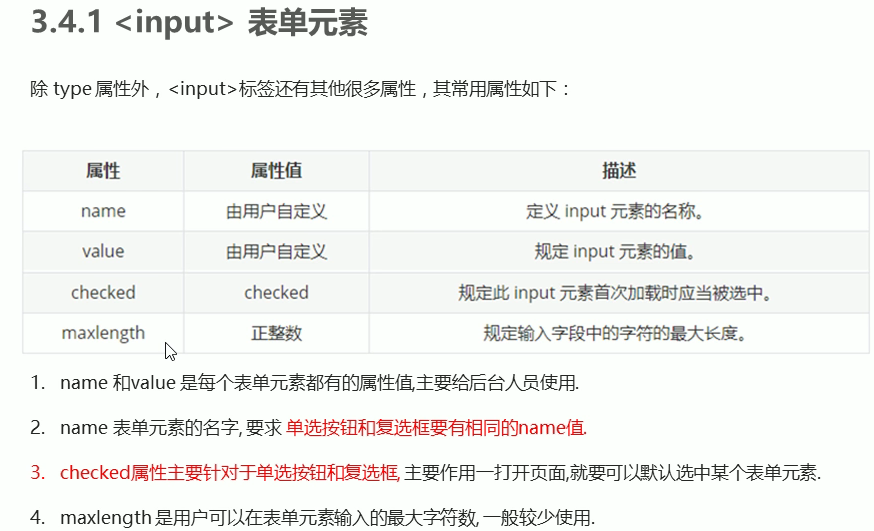 3.4.1 <input> 表单元素
除 type 属性外，<input>标签还有其他很多属性，其常用属性如下：
属性 属性值 描述
name 由用户自定义 定义 input 元素的名称。
value 由用户自定义 规定 input 元素的值。
checked checked 规定此 input 元素首次加载时应当被选中。
maxlength 正整数 规定输入字段中的字符的最大长度。
1. name 和value 是每个表单元素都有的属性值,主要给后台人员使用.
2. name 表单元素的名字, 要求 单选按钮和复选框要有相同的name值.
3. checked属性主要针对于单选按钮和复选框, 主要作用一打开页面,就要可以默认选中某个表单元素.
4. maxlength 是用户可以在表单元素输入的最大字符数, 一般较少使用.